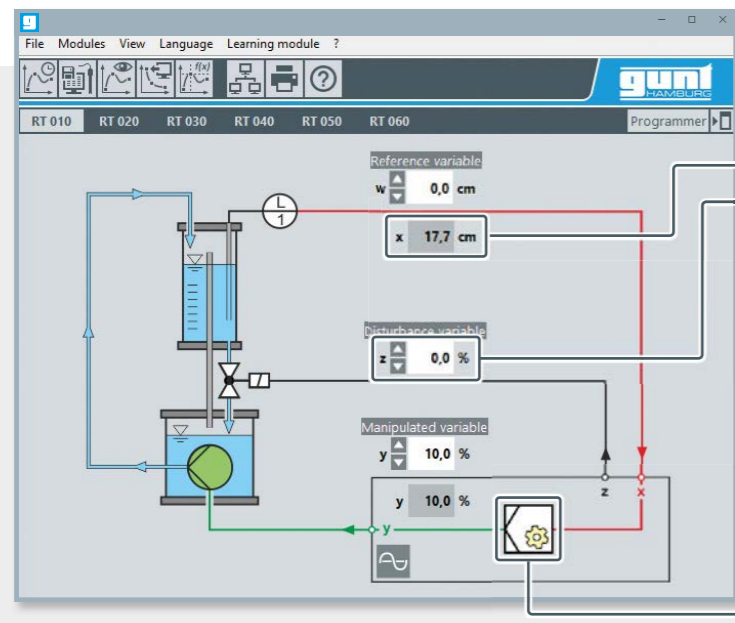 File Modules View Language Learning module ?
f(x)
gunt
HAMBURG
RT 010 RT 020 RT 030 RT 040 RT 050 RT 060 Programmer
Reference variable
w 0,0 cm
L
1
x 17,7 cm
Disturbance variable
z 0,0 %
Manipulated variable
y 10,0 %
z x
y 10,0 %
y